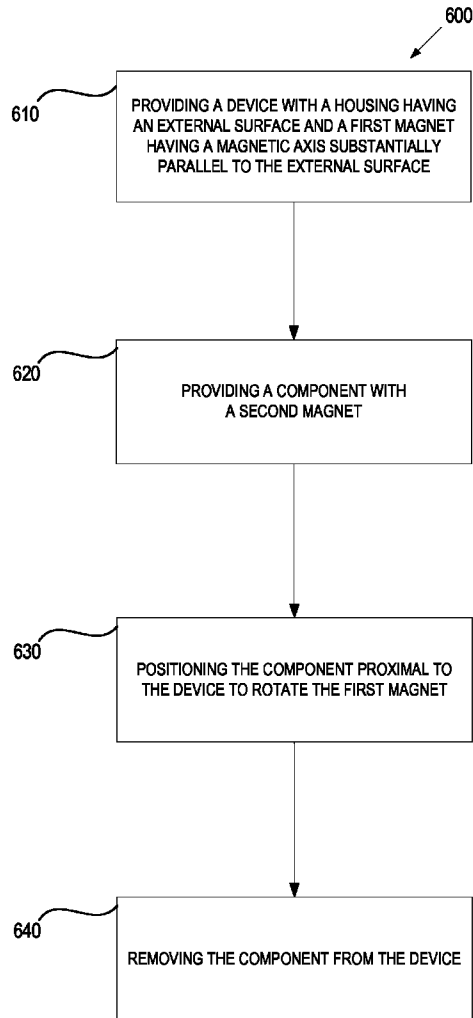 600
610
PROVIDING A DEVICE WITH A HOUSING HAVING
AN EXTERNAL SURFACE AND A FIRST MAGNET
HAVING A MAGNETIC AXIS SUBSTANTIALLY
PARALLEL TO THE EXTERNAL SURFACE
620
PROVIDING A COMPONENT WITH
A SECOND MAGNET
630
POSITIONING THE COMPONENT PROXIMAL TO
THE DEVICE TO ROTATE THE FIRST MAGNET
640
REMOVING THE COMPONENT FROM THE DEVICE